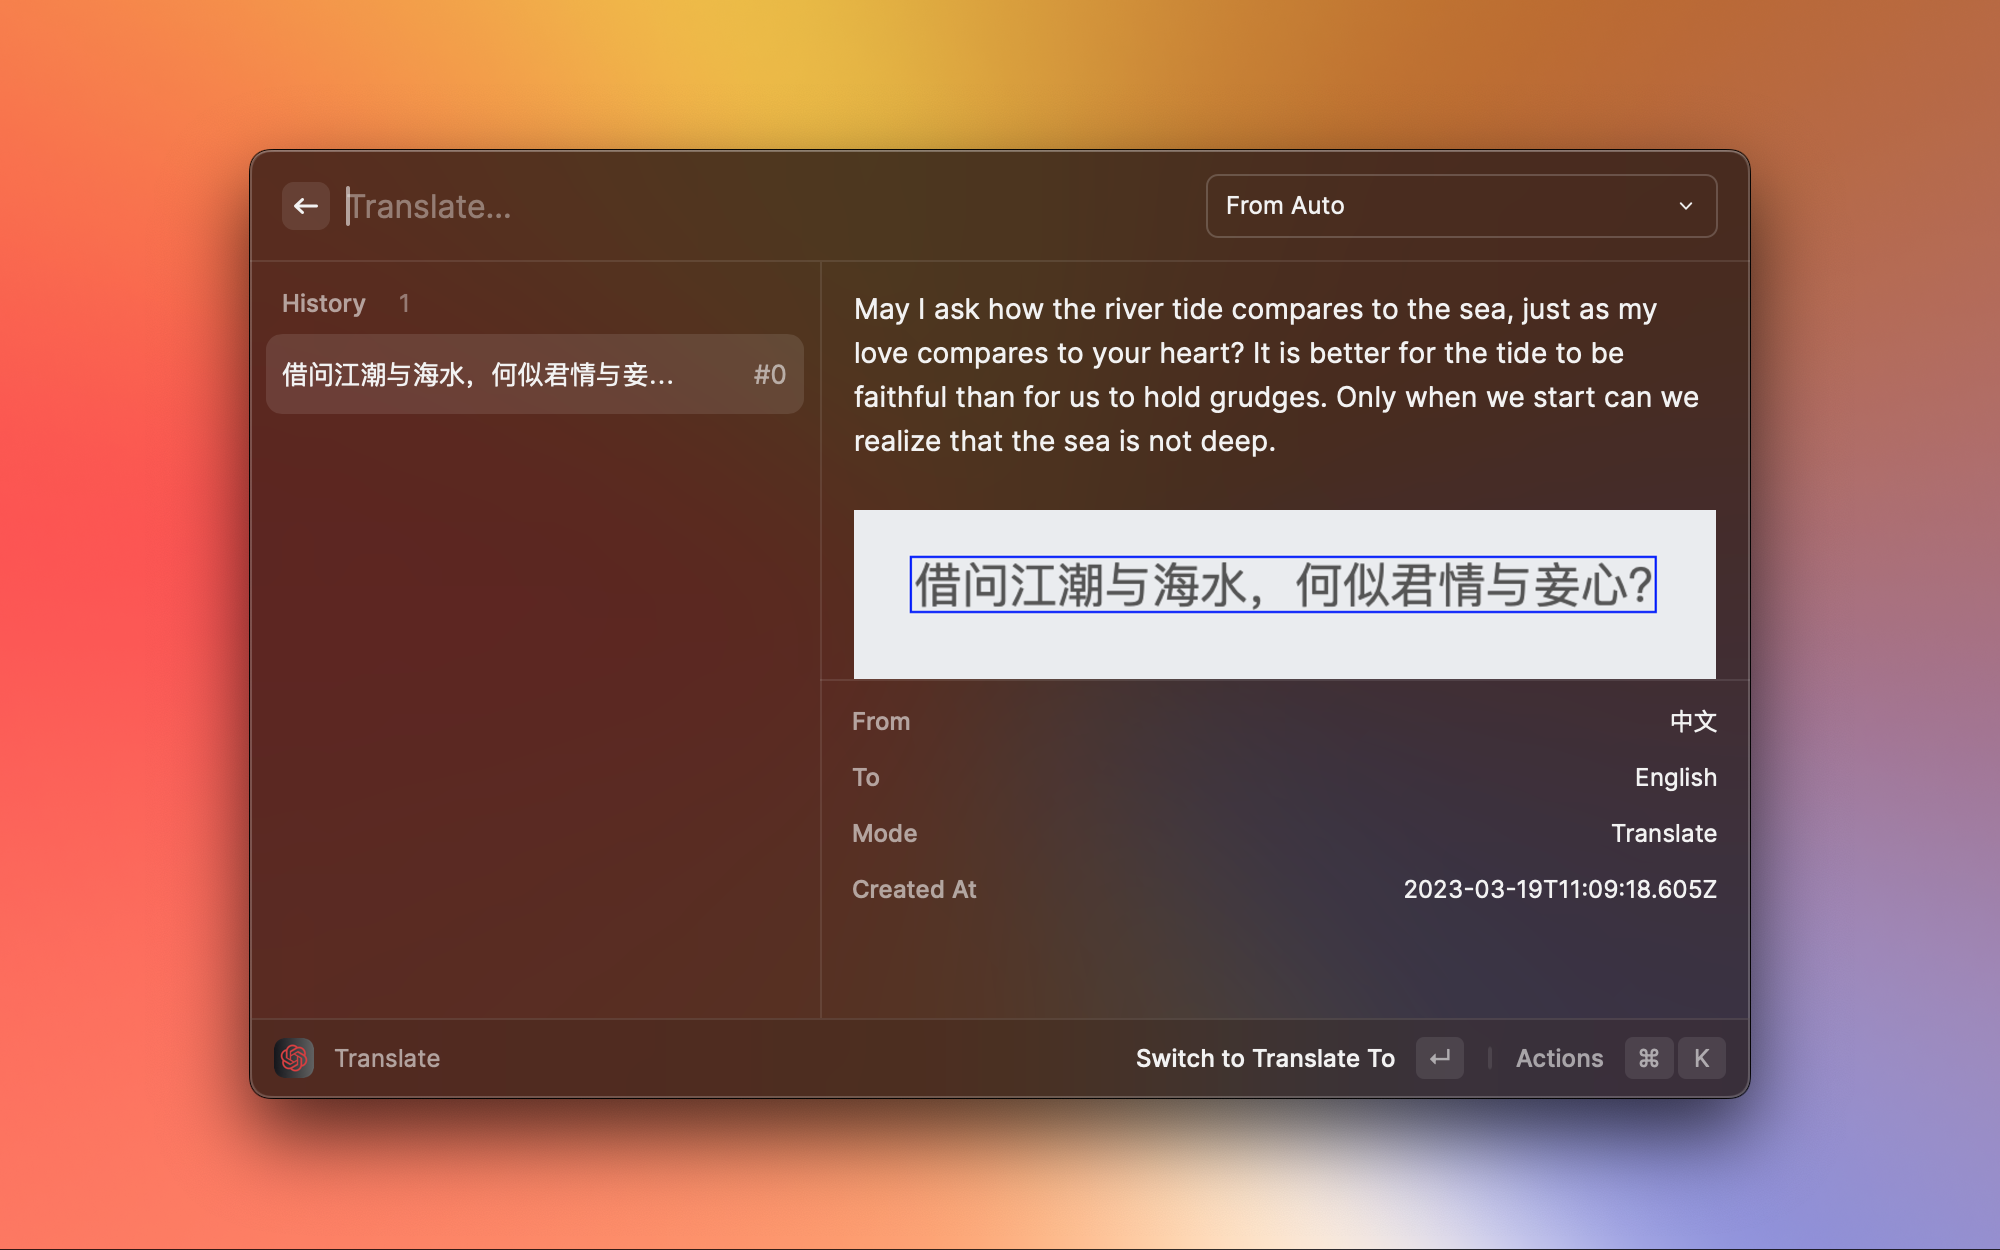 Translate...
From Auto
History 1
借问江潮与海水，何似君情与妾... #0
May I ask how the river tide compares to the sea, just as my
love compares to your heart? It is better for the tide to be
faithful than for us to hold grudges. Only when we start can we
realize that the sea is not deep.
借问江潮与海水，何似君情与妾心?
From 中文
To English
Mode Translate
Created At 2023-03-19T11:09:18.605Z
Translate
Switch to Translate To ↵ | Actions ⌘ K